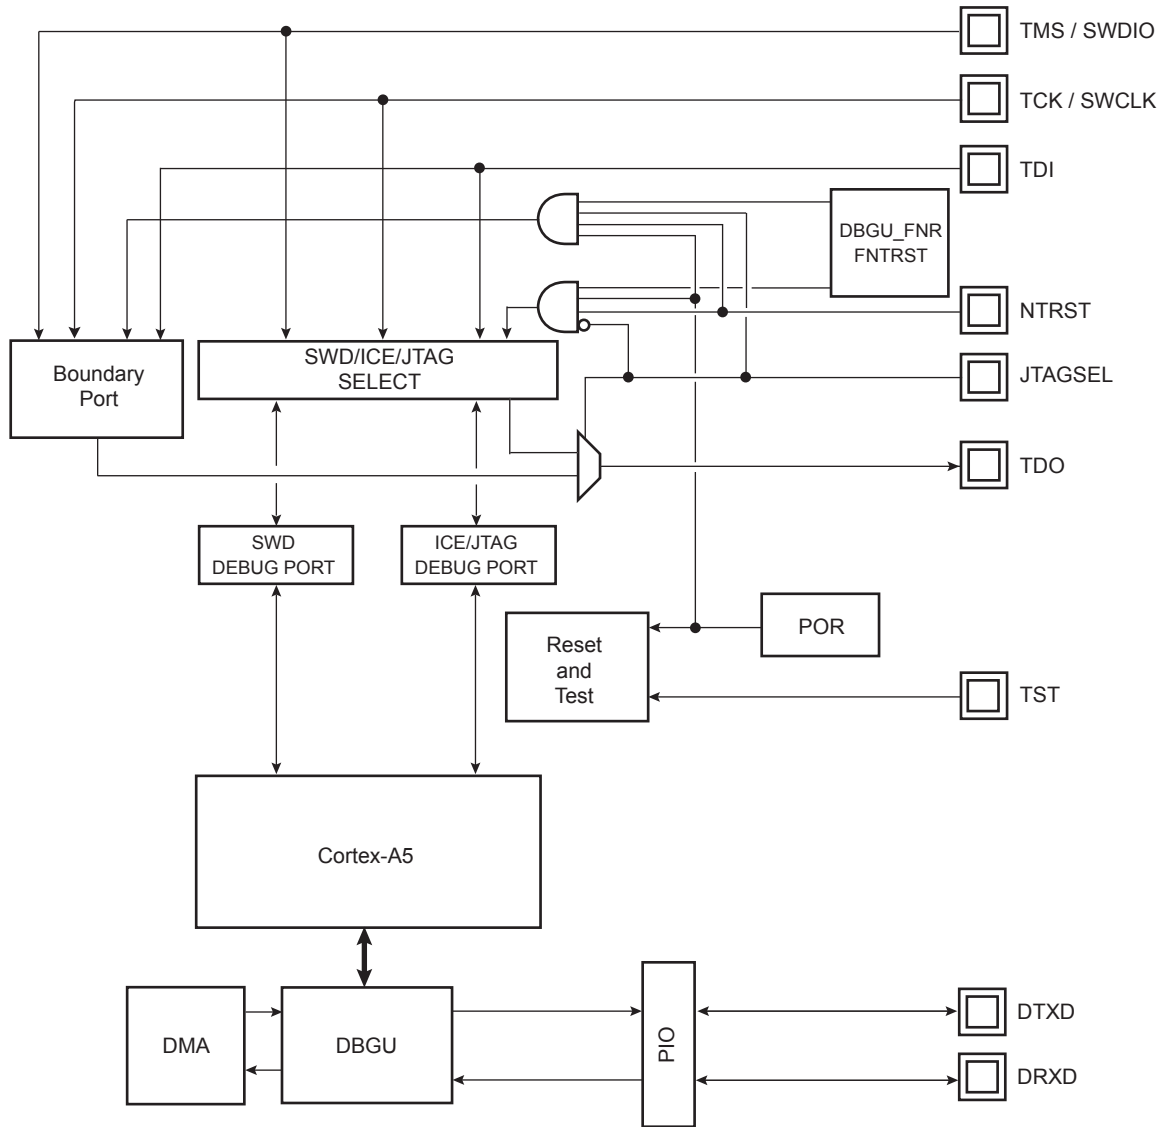 TMS / SWDIO
TCK / SWCLK
TDI
DBGU_FNR
FNTRST
NTRST
Boundary
Port
SWD/ICE/JTAG
SELECT
JTAGSEL
TDO
SWD
DEBUG PORT
ICE/JTAG
DEBUG PORT
POR
Reset
and
Test
TST
Cortex-A5
DMA
DBGU
PIO
DTXD
DRXD